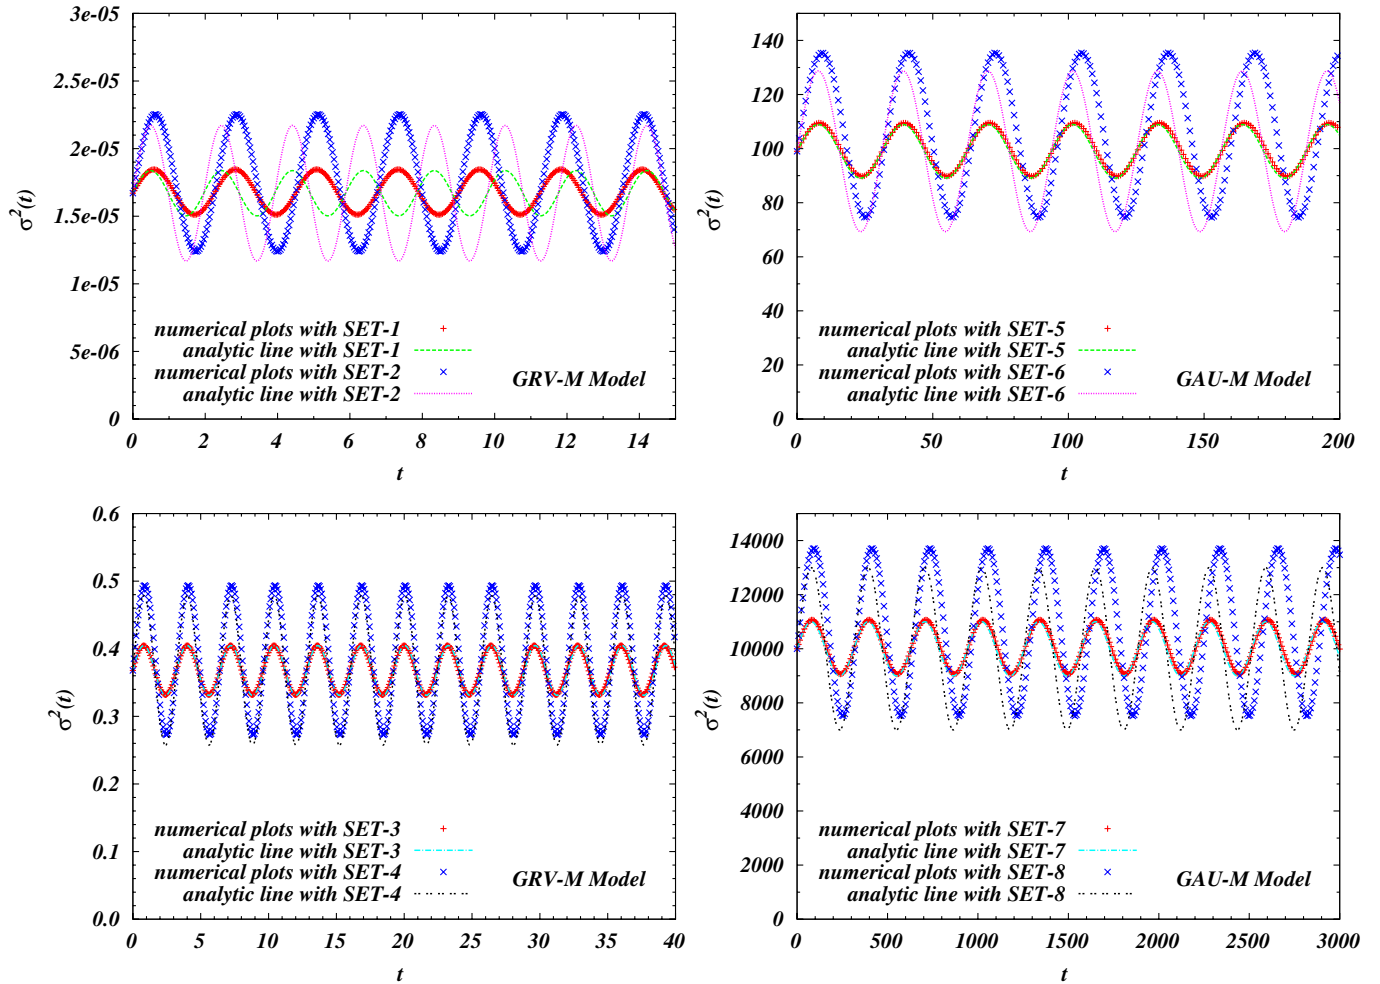 3e-05
2.5e-05
2e-05
1.5e-05
1e-05
5e-06
0
σ²(t)
numerical plots with SET-1
analytic line with SET-1
numerical plots with SET-2
analytic line with SET-2
GRV-M Model
0 2 4 6 8 10 12 14
t
140
120
100
80
60
40
20
0
σ²(t)
numerical plots with SET-5
analytic line with SET-5
numerical plots with SET-6
analytic line with SET-6
GAU-M Model
0 50 100 150 200
t
0.6
0.5
0.4
0.3
0.2
0.1
0.0
σ²(t)
numerical plots with SET-3
analytic line with SET-3
numerical plots with SET-4
analytic line with SET-4
GRV-M Model
0 5 10 15 20 25 30 35 40
t
14000
12000
10000
8000
6000
4000
2000
0
σ²(t)
numerical plots with SET-7
analytic line with SET-7
numerical plots with SET-8
analytic line with SET-8
GAU-M Model
0 500 1000 1500 2000 2500 3000
t